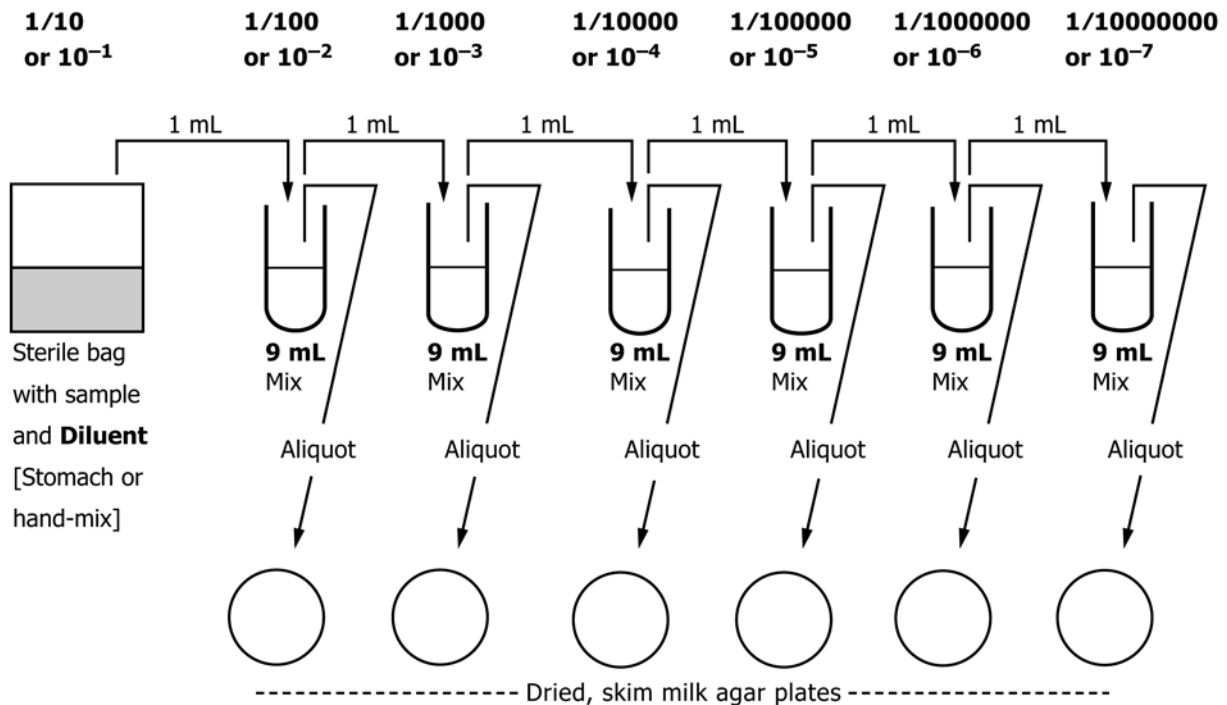 1/10 1/100 1/1000 1/10000 1/100000 1/1000000 1/10000000
or 10–1 or 10–2 or 10–3 or 10–4 or 10–5 or 10–6 or 10–7
1 mL 1 mL 1 mL 1 mL 1 mL 1 mL
Sterile bag 9 mL 9 mL 9 mL 9 mL 9 mL 9 mL
with sample Mix Mix Mix Mix Mix Mix
and Diluent Aliquot Aliquot Aliquot Aliquot Aliquot Aliquot
[Stomach or
hand-mix]
Dried, skim milk agar plates